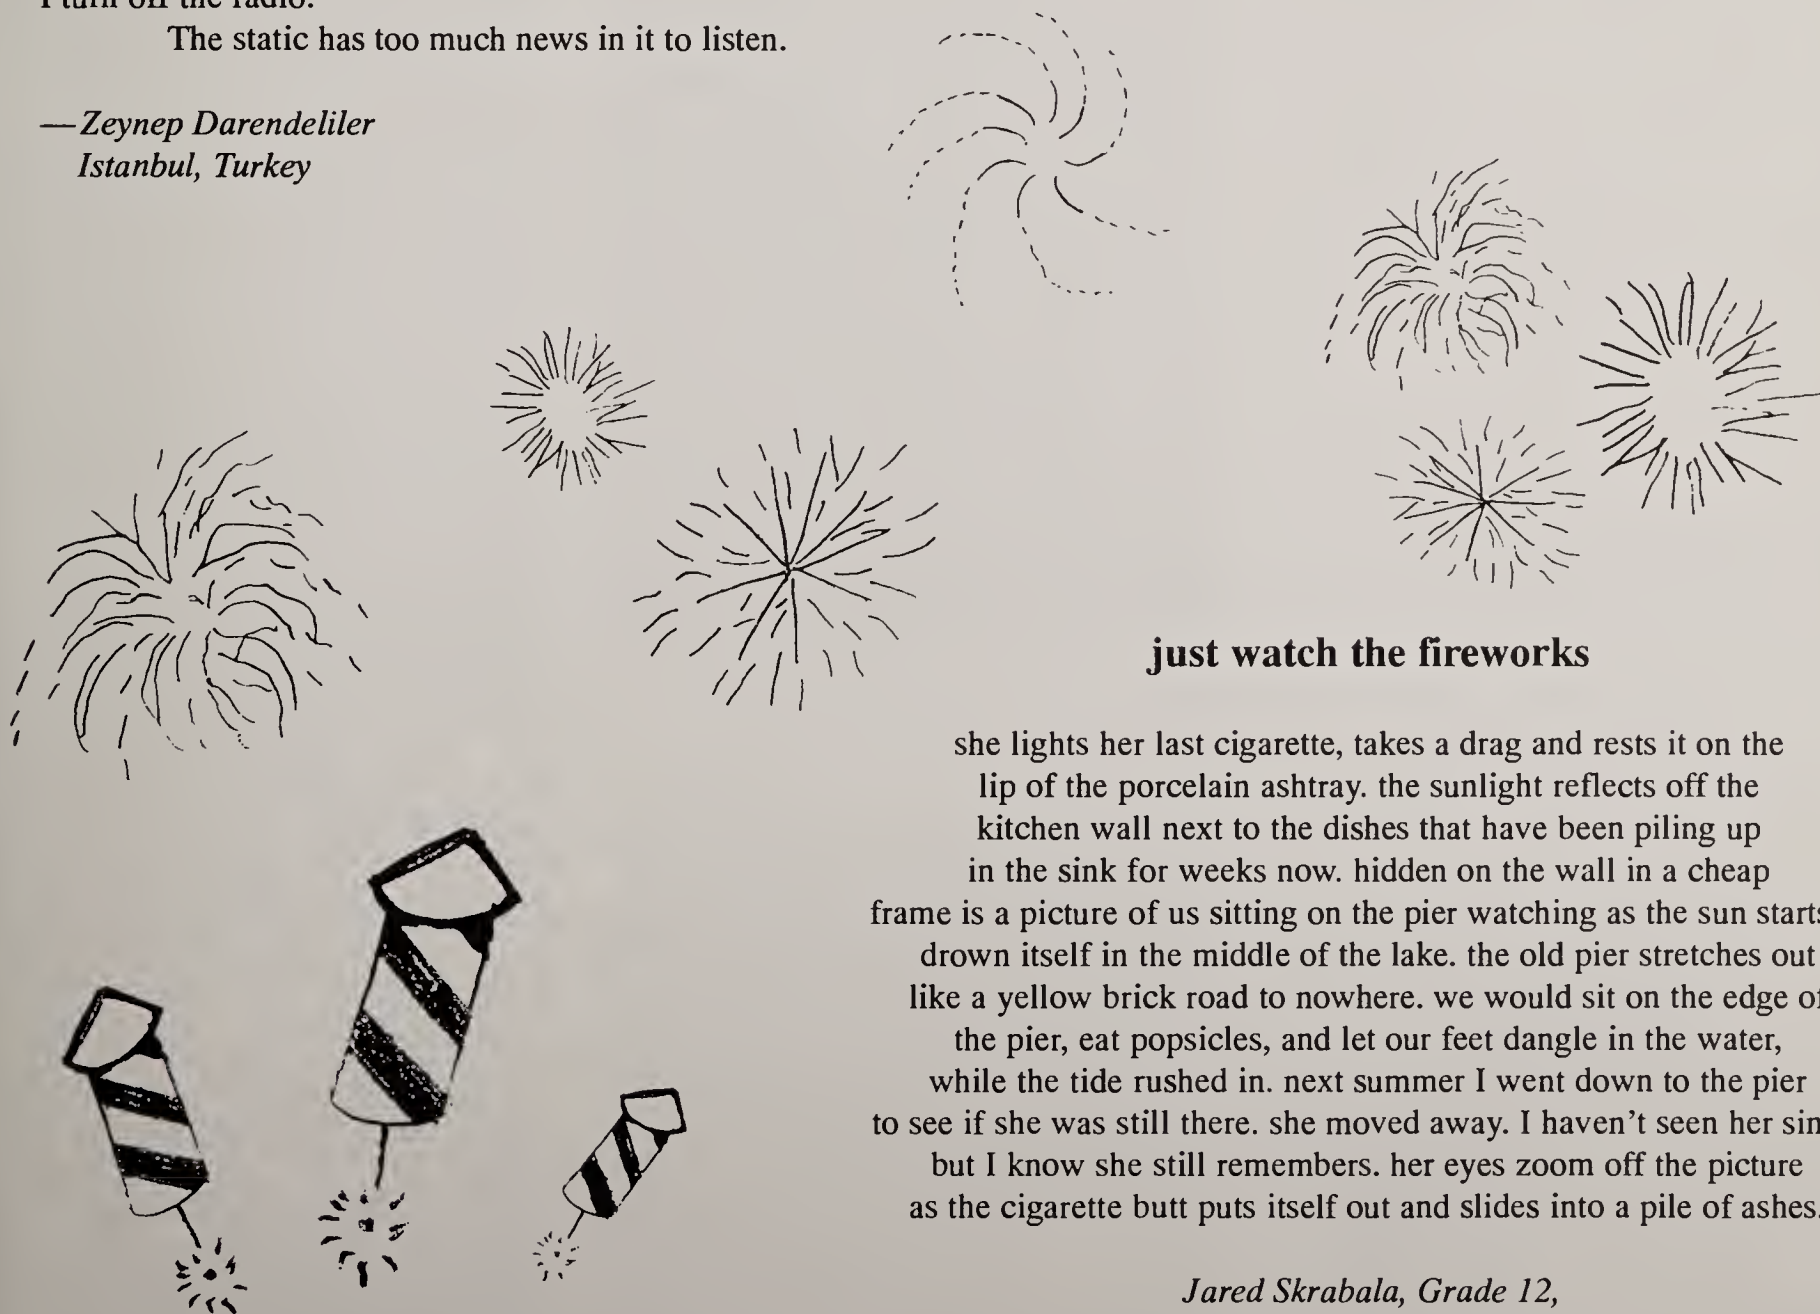 I turn off the radio.
The static has too much news in it to listen.
—Zeynep Darendeliler
Istanbul, Turkey
just watch the fireworks
she lights her last cigarette, takes a drag and rests it on the
lip of the porcelain ashtray. the sunlight reflects off the
kitchen wall next to the dishes that have been piling up
in the sink for weeks now. hidden on the wall in a cheap
frame is a picture of us sitting on the pier watching as the sun starts
drown itself in the middle of the lake. the old pier stretches out
like a yellow brick road to nowhere. we would sit on the edge of
the pier, eat popsicles, and let our feet dangle in the water,
while the tide rushed in. next summer I went down to the pier
to see if she was still there. she moved away. I haven't seen her
but I know she still remembers. her eyes zoom off the picture
as the cigarette butt puts itself out and slides into a pile of ashes.
Jared Skrabala, Grade 12,